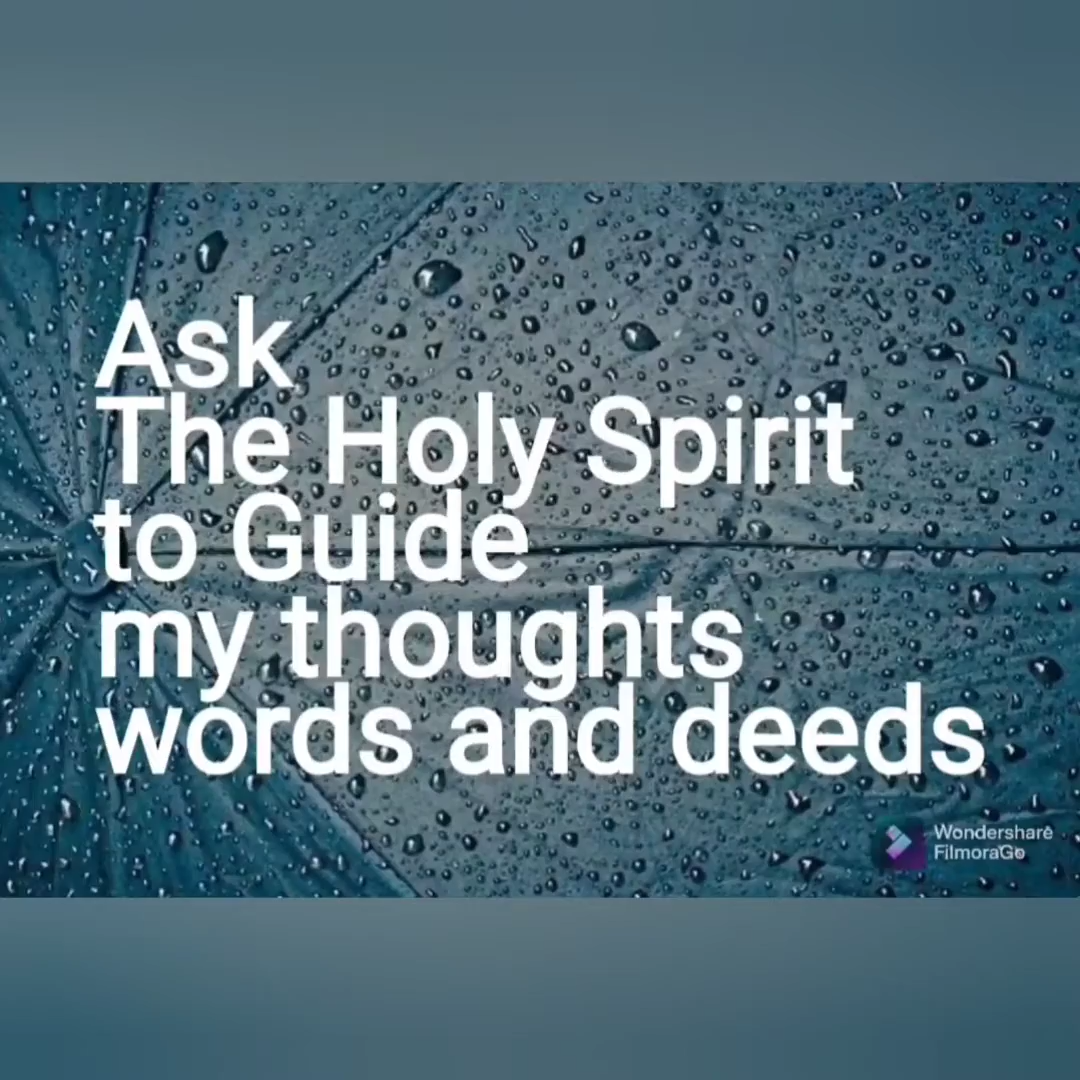 Ask
The Holy Spirit
to Guide
my thoughts
words and deeds
Wondershare
FilmoraGo